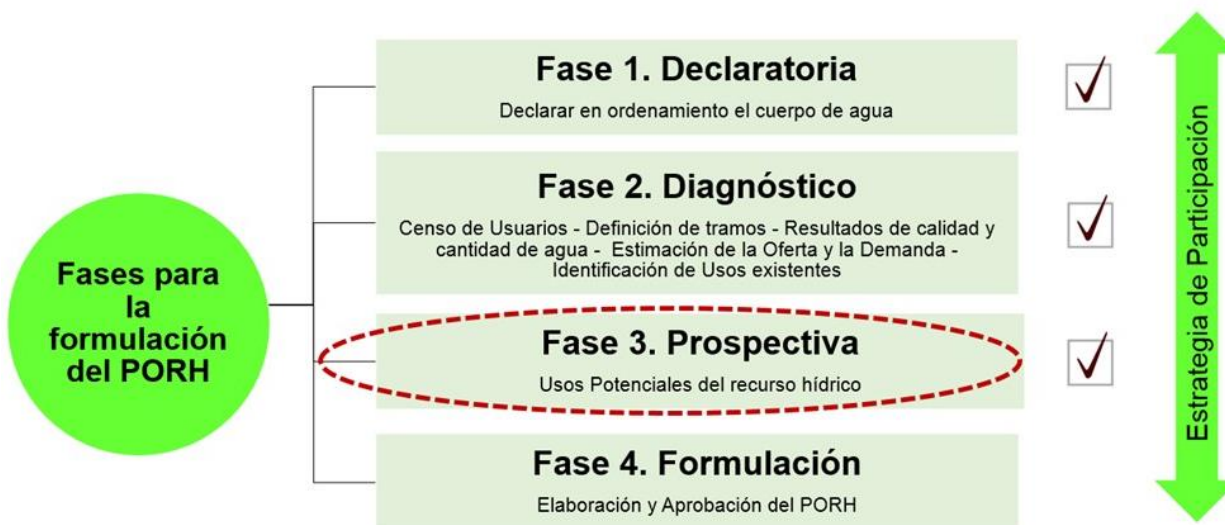 Fases para
la
formulación
del PORH
Fase 1. Declaratoria
Declarar en ordenamiento el cuerpo de agua
Fase 2. Diagnóstico
Censo de Usuarios - Definición de tramos - Resultados de calidad y
cantidad de agua - Estimación de la Oferta y la Demanda -
Identificación de Usos existentes
Fase 3. Prospectiva
Usos Potenciales del recurso hídrico
Fase 4. Formulación
Elaboración y Aprobación del PORH
Estrategia de Participación